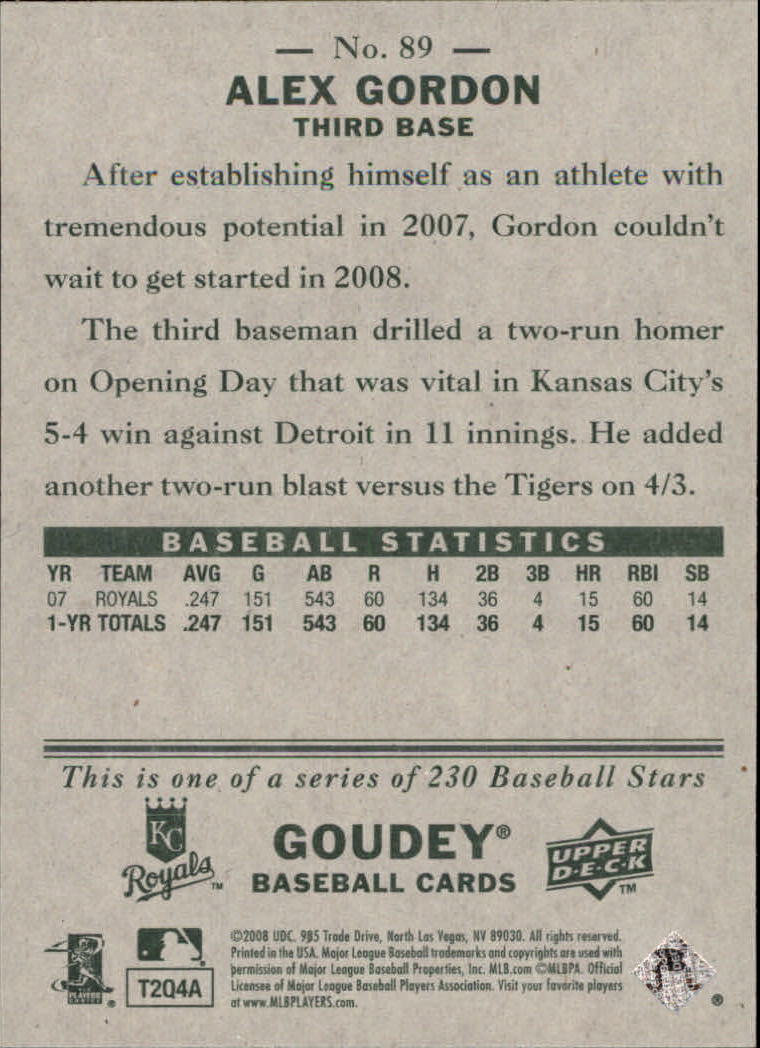 — No. 89 —
ALEX GORDON
THIRD BASE
After establishing himself as an athlete with
tremendous potential in 2007, Gordon couldn't
wait to get started in 2008.
The third baseman drilled a two-run homer
on Opening Day that was vital in Kansas City's
5-4 win against Detroit in 11 innings. He added
another two-run blast versus the Tigers on 4/3.
BASEBALL STATISTICS
YR TEAM AVG G AB R H 2B 3B HR RBI SB
07 ROYALS .247 151 543 60 134 36 4 15 60 14
1-YR TOTALS .247 151 543 60 134 36 4 15 60 14
This is one of a series of 230 Baseball Stars
KC
Royals™
GOUDEY®
BASEBALL CARDS
UPPER
D·E·C·K
™
PLAYERS
CHOICE
®
T2Q4A
©2008 UDC. 985 Trade Drive, North Las Vegas, NV 89030. All rights reserved.
Printed in the USA. Major League Baseball trademarks and copyrights are used with
permission of Major League Baseball Properties, Inc. MLB.com ©MLBPA. Official
Licensee of Major League Baseball Players Association. Visit your favorite players
at www.MLBPLAYERS.com.
®